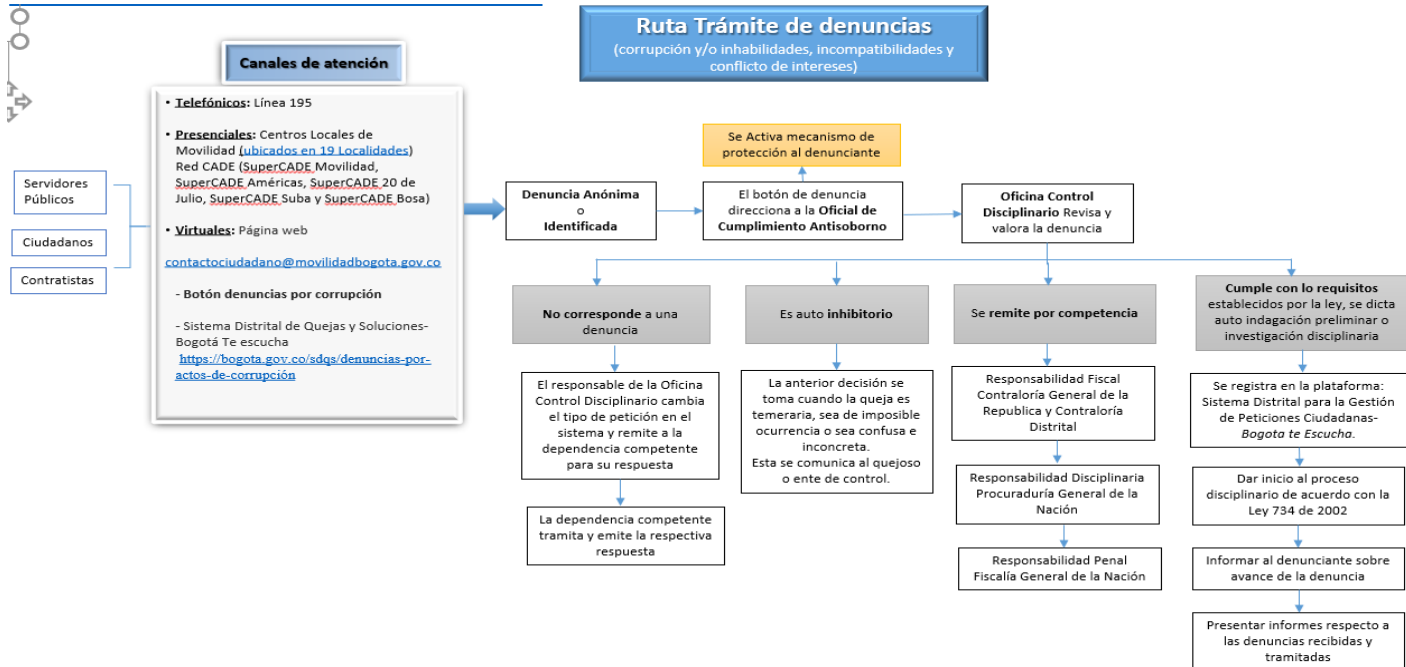 Ruta Trámite de denuncias
(corrupción y/o inhabilidades, incompatibilidades y
conflicto de intereses)
Canales de atención
• Telefónicos: Línea 195
• Presenciales: Centros Locales de
Movilidad (ubicados en 19 Localidades)
Red CADE (SuperCADE Movilidad,
SuperCADE Américas, SuperCADE 20 de
Julio, SuperCADE Suba y SuperCADE Bosa)
• Virtuales: Página web
contactociudadano@movilidadbogota.gov.co
- Botón denuncias por corrupción
- Sistema Distrital de Quejas y Soluciones-
Bogotá Te escucha
https://bogota.gov.co/sdqs/denuncias-por-
actos-de-corrupción
Servidores
Públicos
Ciudadanos
Contratistas
Denuncia Anónima
o
Identificada
Se Activa mecanismo de
protección al denunciante
El botón de denuncia
direcciona a la Oficial de
Cumplimiento Antisoborno
Oficina Control
Disciplinario Revisa y
valora la denuncia
No corresponde a una
denuncia
El responsable de la Oficina
Control Disciplinario cambia
el tipo de petición en el
sistema y remite a la
dependencia competente
para su respuesta
La dependencia competente
tramita y emite la respectiva
respuesta
Es auto inhibitorio
La anterior decisión se
toma cuando la queja es
temeraria, sea de imposible
ocurrencia o sea confusa e
inconcreta.
Esta se comunica al quejoso
o ente de control.
Se remite por competencia
Responsabilidad Fiscal
Contraloría General de la
Republica y Contraloría
Distrital
Responsabilidad Disciplinaria
Procuraduría General de la
Nación
Responsabilidad Penal
Fiscalía General de la Nación
Cumple con lo requisitos
establecidos por la ley, se dicta
auto indagación preliminar o
investigación disciplinaria
Se registra en la plataforma:
Sistema Distrital para la Gestión
de Peticiones Ciudadanas-
Bogota te Escucha.
Dar inicio al proceso
disciplinario de acuerdo con la
Ley 734 de 2002
Informar al denunciante sobre
avance de la denuncia
Presentar informes respecto a
las denuncias recibidas y
tramitadas